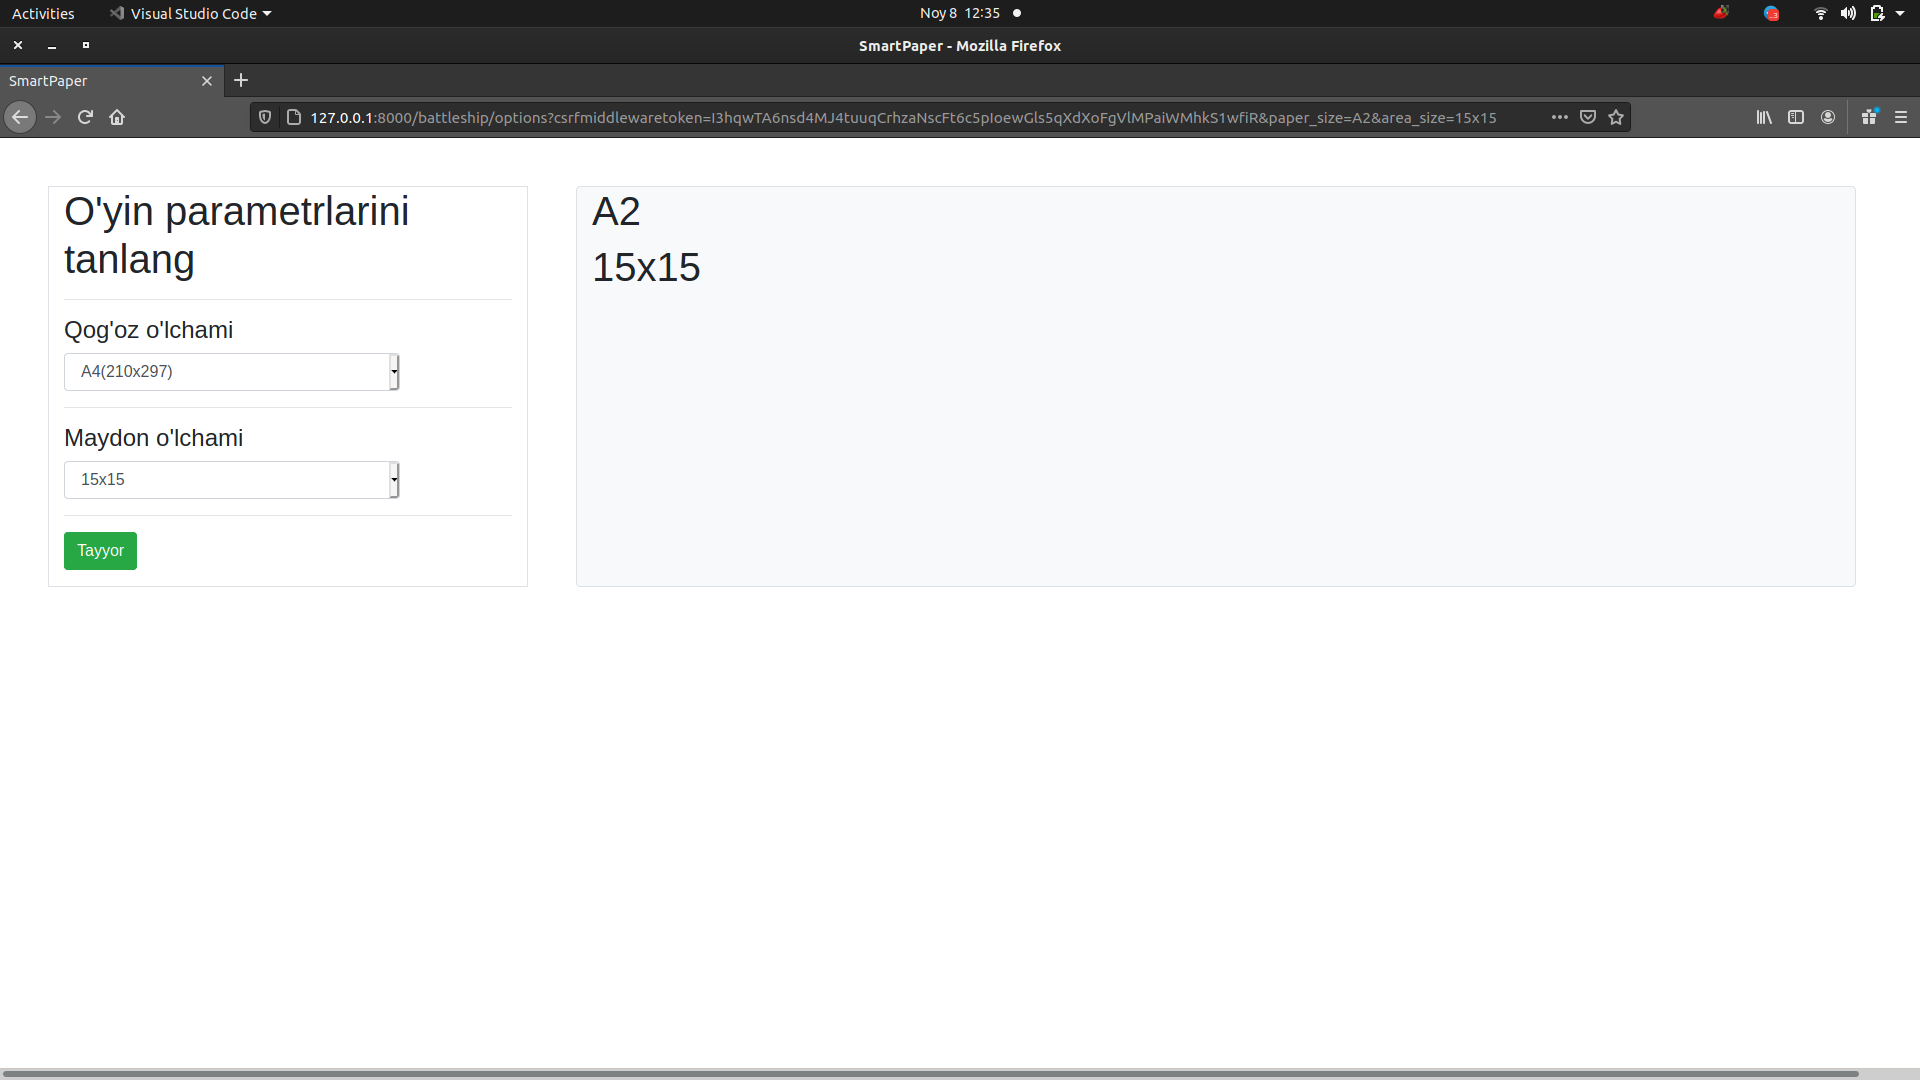 Activities
Visual Studio Code
Noy 8 12:35
SmartPaper - Mozilla Firefox
SmartPaper
127.0.0.1:8000/battleship/options?csrfmiddlewaretoken=I3hqwTA6nsd4MJ4tuuqCrhzaNscFt6c5pIoewGls5qXdXoFgVlMPaiWMhkS1wfiR&paper_size=A2&area_size=15x15
O'yin parametrlarini
tanlang
Qog'oz o'lchami
A4(210x297)
Maydon o'lchami
15x15
Tayyor
A2
15x15